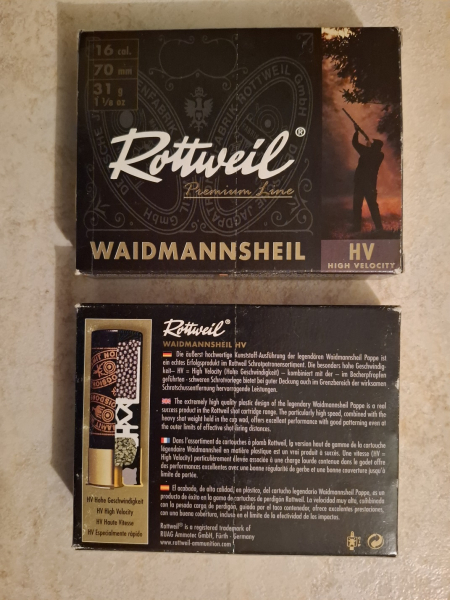 16 cal.
70 mm
31 g
1 1/8 oz
Rottweil®
Premium Line
WAIDMANNSHEIL
HV
HIGH VELOCITY
Rottweil®
WAIDMANNSHEIL HV
Die äußerst hochwertige Kunststoff-Ausführung der legendären Waidmannsheil Pappe ist
ein echtes Erfolgsprodukt im Rottweil Schrotpatronensortiment. Die besonders hohe Geschwindig-
keit– HV = High Velocity (Hohe Geschwindigkeit) – kombiniert mit der – im Becherpfropfen
geführten - schweren Schrotvorlage bietet bei guter Deckung auch im Grenzbereich der wirksamen
Schrotschussentfernung hervorragende Leistungen.
The extremely high quality plastic design of the legendary Waidmannsheil Pappe is a real
success product in the Rottweil shot cartridge range. The particularly high speed, combined with the
heavy shot weight held in the cup wad, offers excellent performance with good patterning even at
the outer limits of effective shot firing distances.
Dans l'assortiment de cartouches à plomb Rottweil, la version haut de gamme de la cartouche
légendaire Waidmannsheil en matière plastique est un vrai produit à succès. Une vitesse (HV =
High Velocity) particulièrement élevée associée à une charge lourde contenue dans le godet offre
des performances excellentes avec une bonne régularité de gerbe et une bonne couverture jusqu'à
limite de portée.
El acabado, de alta calidad, en plástico, del cartucho legendario Waidmannsheil Pappe, es un
producto de éxito en la gama de cartuchos de perdigón Rottweil. La velocidad muy alta, combinada
con la pesada carga de perdigón, guiada por el taco contenedor, ofrece excelentes prestaciones,
con una buena cobertura, incluso en el límite de la efectividad de los impactos.
HV-Hohe Geschwindigkeit
HV High Velocity
HV Haute Vitesse
HV Especialmente rápido
Rottweil® is a registered trademark of
RUAG Ammotec GmbH, Fürth - Germany
www.rottweil-ammunition.com